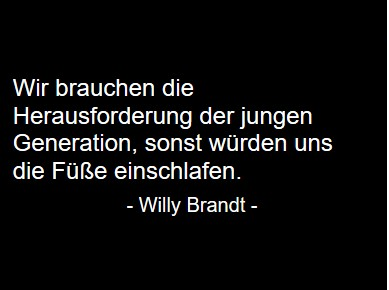 Wir brauchen die
Herausforderung der jungen
Generation, sonst würden uns
die Füße einschlafen.
- Willy Brandt -